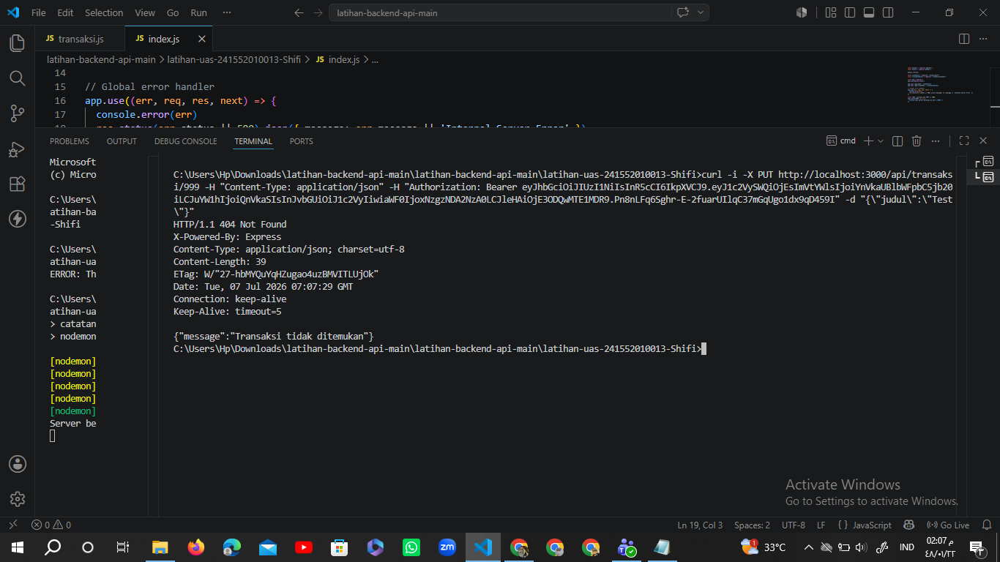 File Edit Selection View Go Run ···
latihan-backend-api-main
JS transaksi.js
JS index.js
latihan-backend-api-main > latihan-uas-241552010013-Shifi > JS index.js > ...
14
15 // Global error handler
16 app.use((err, req, res, next) => {
17 console.error(err)
res.status(err.status || 500).json({ message: err.message || 'Internal Server Error' })
PROBLEMS OUTPUT DEBUG CONSOLE TERMINAL PORTS
cmd
Microsoft
(c) Micro
C:\Users\
atihan-ba
-Shifi
C:\Users\
atihan-ua
ERROR: Th
C:\Users\
atihan-ua
> catatan
> nodemon
[nodemon]
[nodemon]
[nodemon]
[nodemon]
[nodemon]
Server be
C:\Users\Hp\Downloads\latihan-backend-api-main\latihan-backend-api-main\latihan-uas-241552010013-Shifi>curl -i -X PUT http://localhost:3000/api/transaks
i/999 -H "Content-Type: application/json" -H "Authorization: Bearer eyJhbGciOiJIUzI1NiIsInR5cCI6IkpXVCJ9.eyJ1c2VySWQiOjEsImVtYWlsIjoiYnVkaUBlbWFpbC5jb20
iLCJuYW1hIjoiQnVkaSIsInJvbGUiOiJ1c2VyIiwiaWF0IjoxNzgzNDA2NzA0LCJleHAiOjE3ODQwMTE1MDR9.Pn8nLFq6Sghr-E-2fuarUIlqC37mGqUgo1dx9qD459I" -d "{\"judul\":\"Test
\"}"
HTTP/1.1 404 Not Found
X-Powered-By: Express
Content-Type: application/json; charset=utf-8
Content-Length: 39
ETag: W/"27-hbMYQuYqHZugao4uzBMVITLUjOk"
Date: Tue, 07 Jul 2026 07:07:29 GMT
Connection: keep-alive
Keep-Alive: timeout=5
{"message":"Transaksi tidak ditemukan"}
C:\Users\Hp\Downloads\latihan-backend-api-main\latihan-backend-api-main\latihan-uas-241552010013-Shifi>
Activate Windows
Go to Settings to activate Windows.
0 0
Ln 19, Col 3 Spaces: 2 UTF-8 LF { } JavaScript Go Live
33°C IND
02:07 م
٤٨/٠١/٢٢
٣